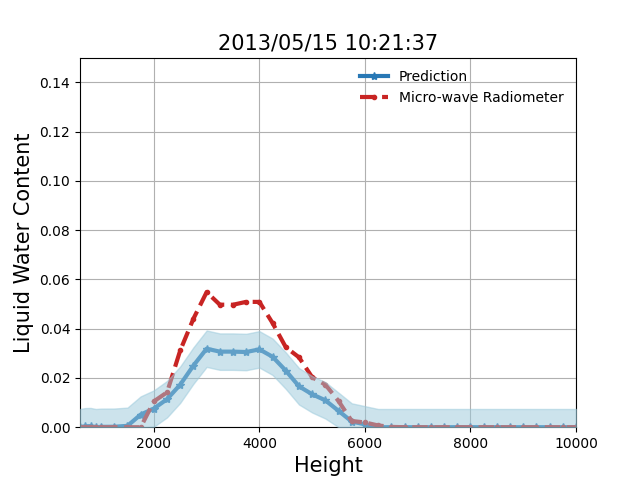 2013/05/15 10:21:37
Prediction
Micro-wave Radiometer
Liquid Water Content
0.14
0.12
0.10
0.08
0.06
0.04
0.02
0.00
2000 4000 6000 8000 10000
Height